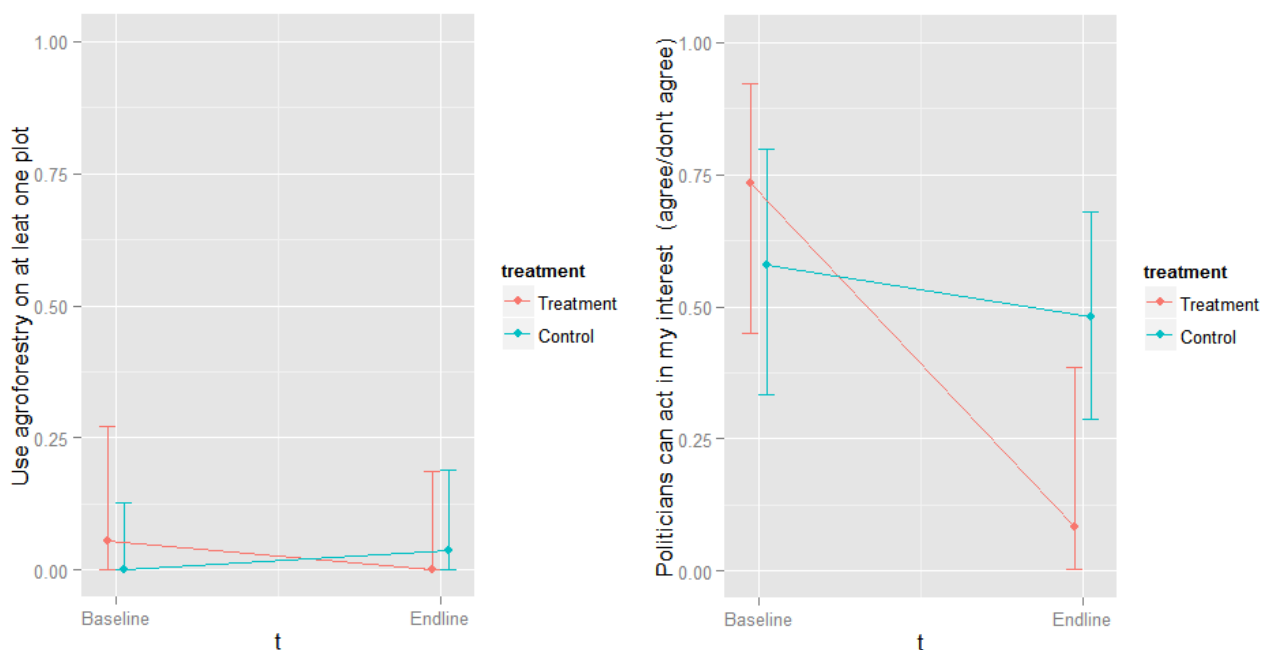 Use agroforestry on at leat one plot
1.00
0.75
0.50
0.25
0.00
Baseline
Endline
t
treatment
Treatment
Control
Politicians can act in my interest (agree/don't agree)
1.00
0.75
0.50
0.25
0.00
Baseline
Endline
t
treatment
Treatment
Control